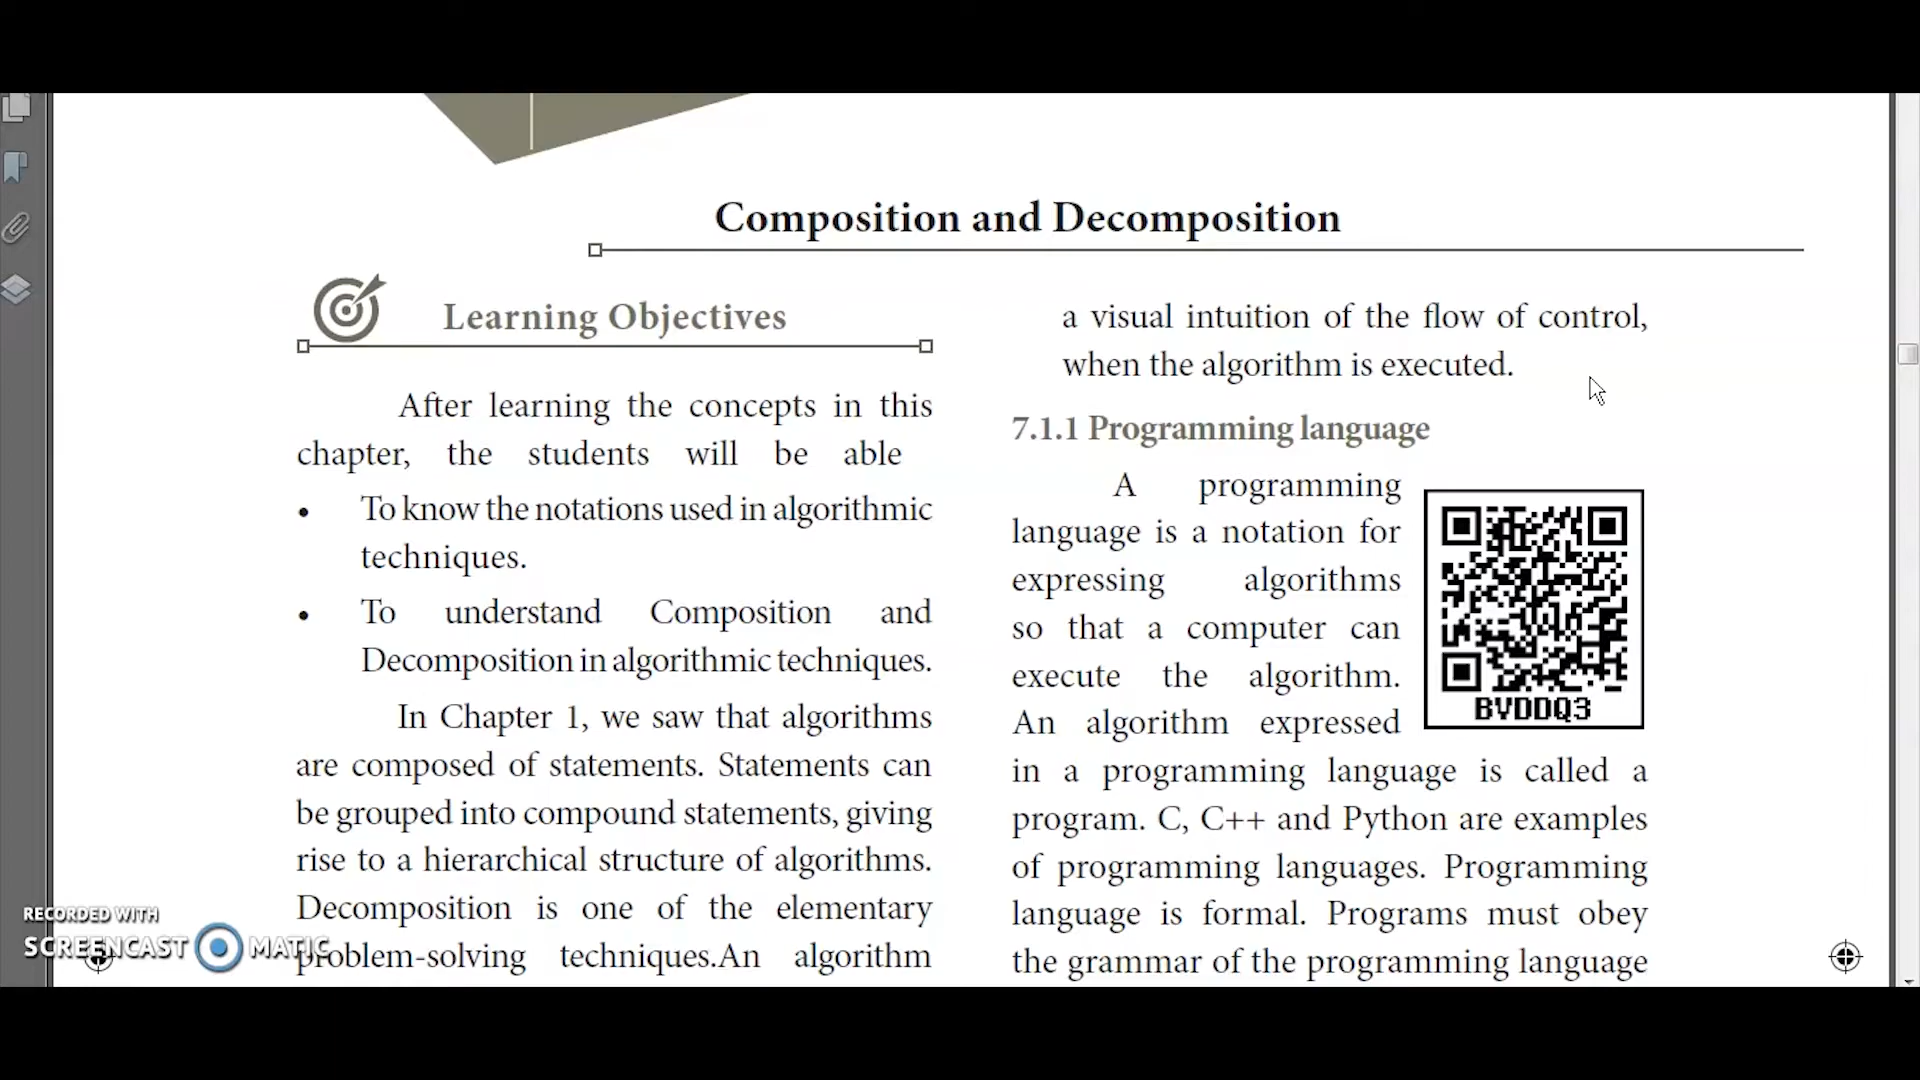 Composition and Decomposition
Learning Objectives
After learning the concepts in this
chapter, the students will be able
• To know the notations used in algorithmic
techniques.
• To understand Composition and
Decomposition in algorithmic techniques.
In Chapter 1, we saw that algorithms
are composed of statements. Statements can
be grouped into compound statements, giving
rise to a hierarchical structure of algorithms.
Decomposition is one of the elementary
problem-solving techniques.An algorithm
a visual intuition of the flow of control,
when the algorithm is executed.
7.1.1 Programming language
A programming
language is a notation for
expressing algorithms
so that a computer can
execute the algorithm.
An algorithm expressed
in a programming language is called a
program. C, C++ and Python are examples
of programming languages. Programming
language is formal. Programs must obey
the grammar of the programming language
BVDDQ3
RECORDED WITH
SCREENCAST MATIC